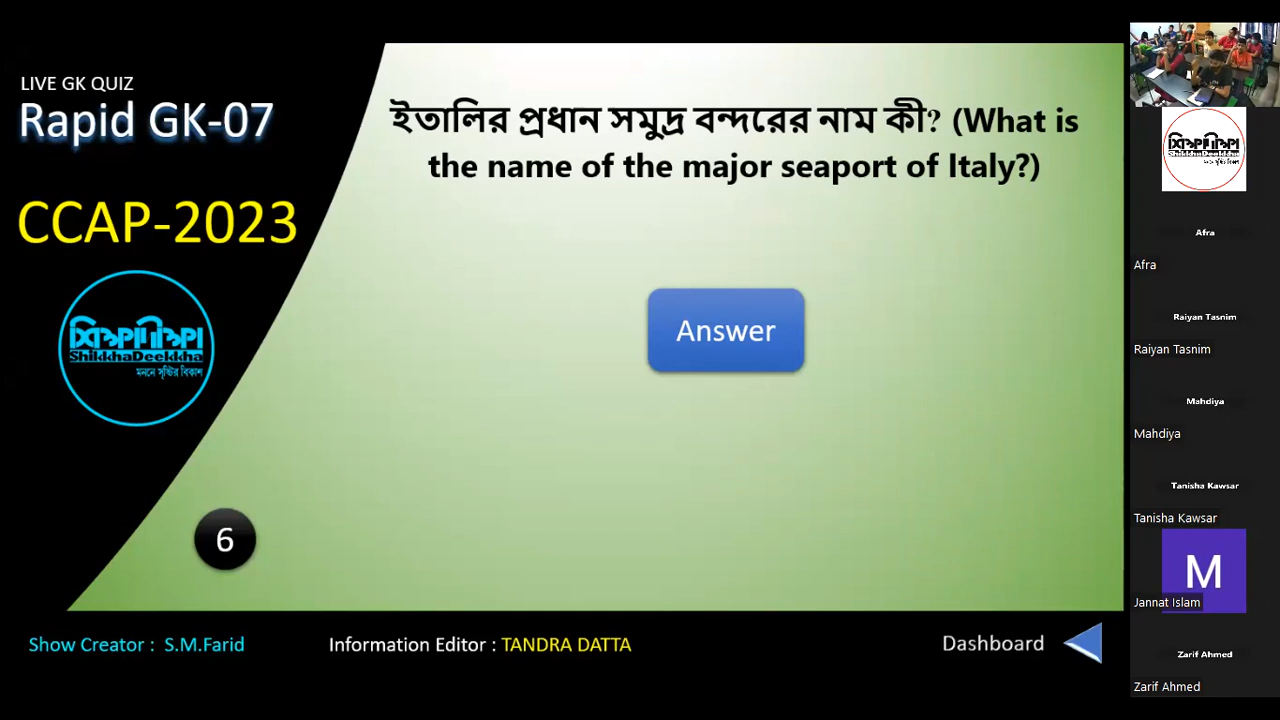 LIVE GK QUIZ
Rapid GK-07
CCAP-2023
শিক্ষাদীক্ষা
ShikkhaDeekkha
মননে সৃষ্টির বিকাশ
ইতালির প্রধান সমুদ্র বন্দরের নাম কী? (What is
the name of the major seaport of Italy?)
Answer
6
Show Creator : S.M.Farid
Information Editor : TANDRA DATTA
Dashboard
শিক্ষাদীক্ষা
ShikkhaDeekkha
Afra
Afra
Raiyan Tasnim
Raiyan Tasnim
Mahdiya
Mahdiya
Tanisha Kawsar
Tanisha Kawsar
M
Jannat Islam
Zarif Ahmed
Zarif Ahmed